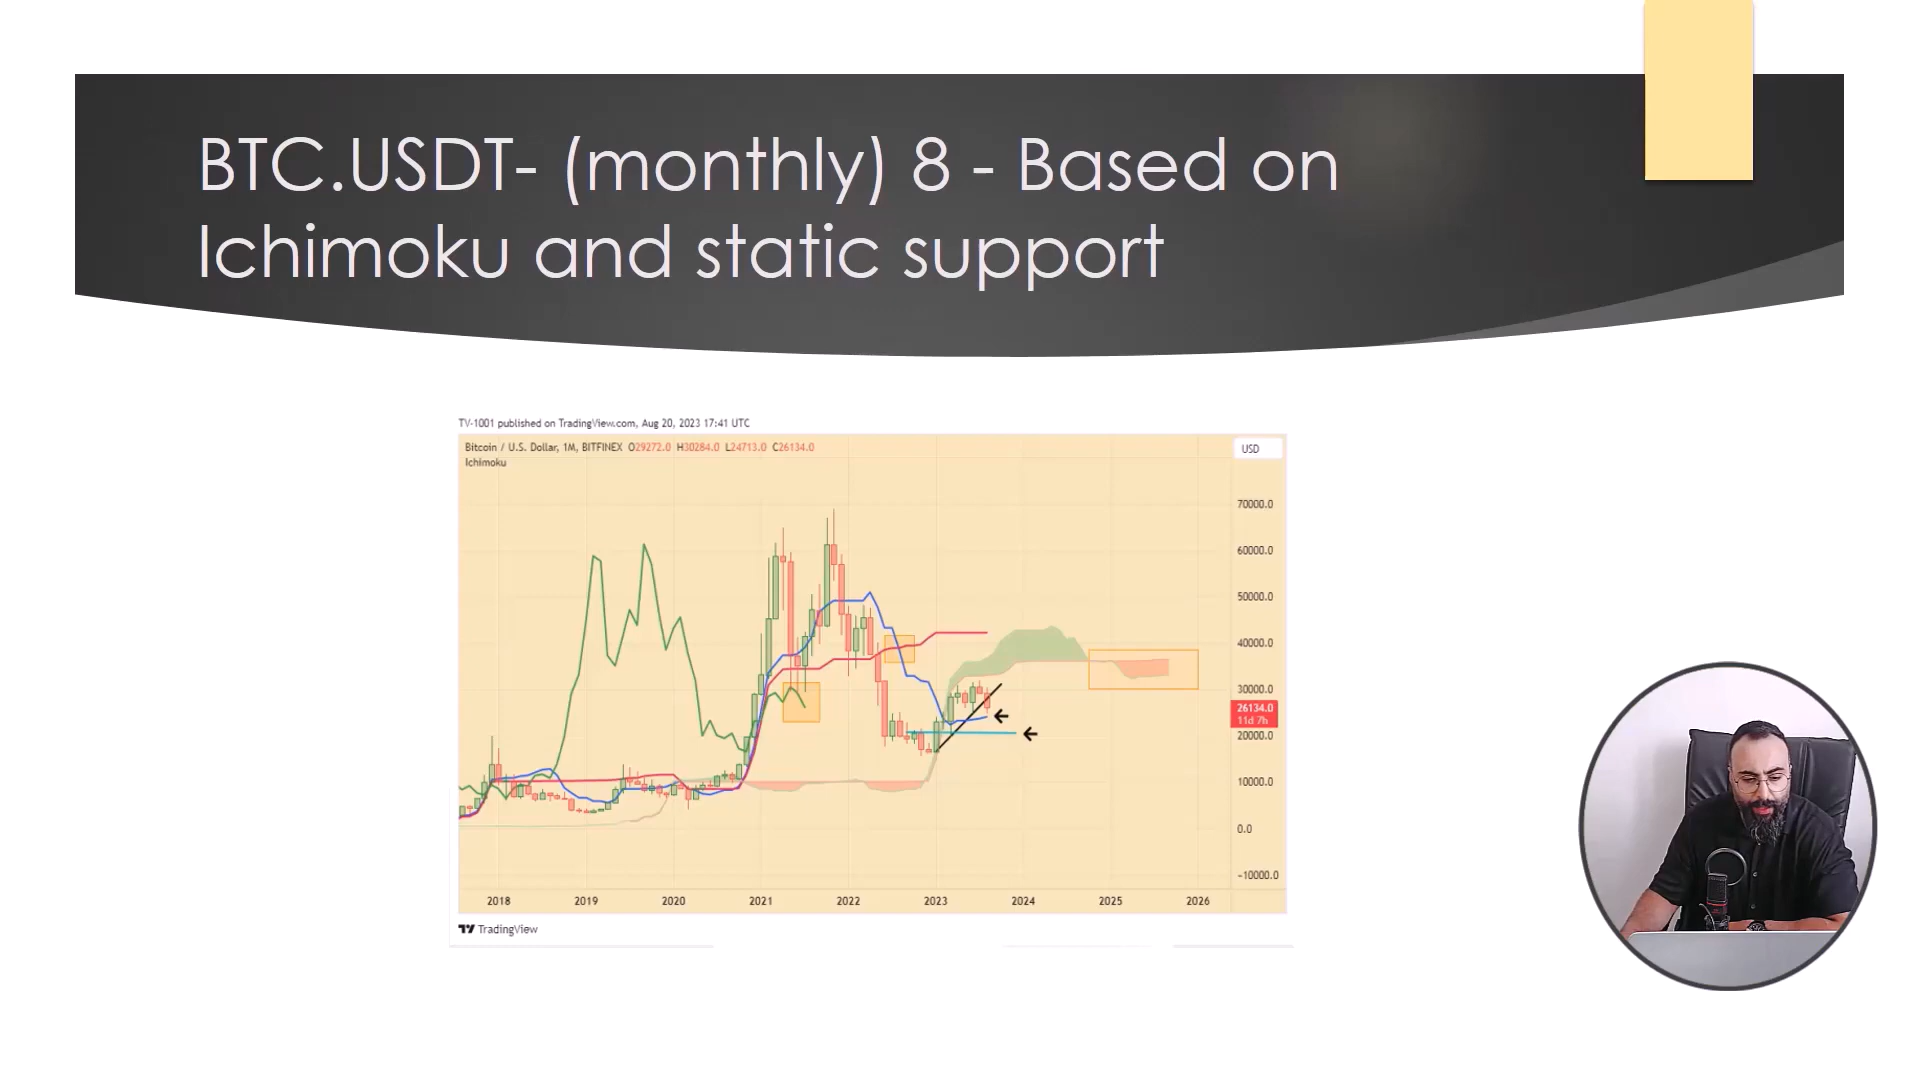 BTC.USDT- (monthly) 8 - Based on
Ichimoku and static support
TV-1001 published on TradingView.com, Aug 20, 2023 17:41 UTC
Bitcoin / U.S. Dollar, 1M, BITFINEX O29272.0 H30284.0 L24713.0 C26134.0
USD
Ichimoku
70000.0
60000.0
50000.0
40000.0
30000.0
26134.0
11d 7h
20000.0
10000.0
0.0
-10000.0
2018 2019 2020 2021 2022 2023 2024 2025 2026
TradingView